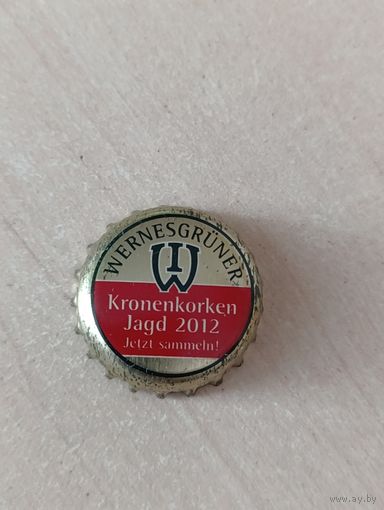 WERNESGRÜNER
W
Kronenkorken
Jagd 2012
Jetzt sammeln!
www.ay.by